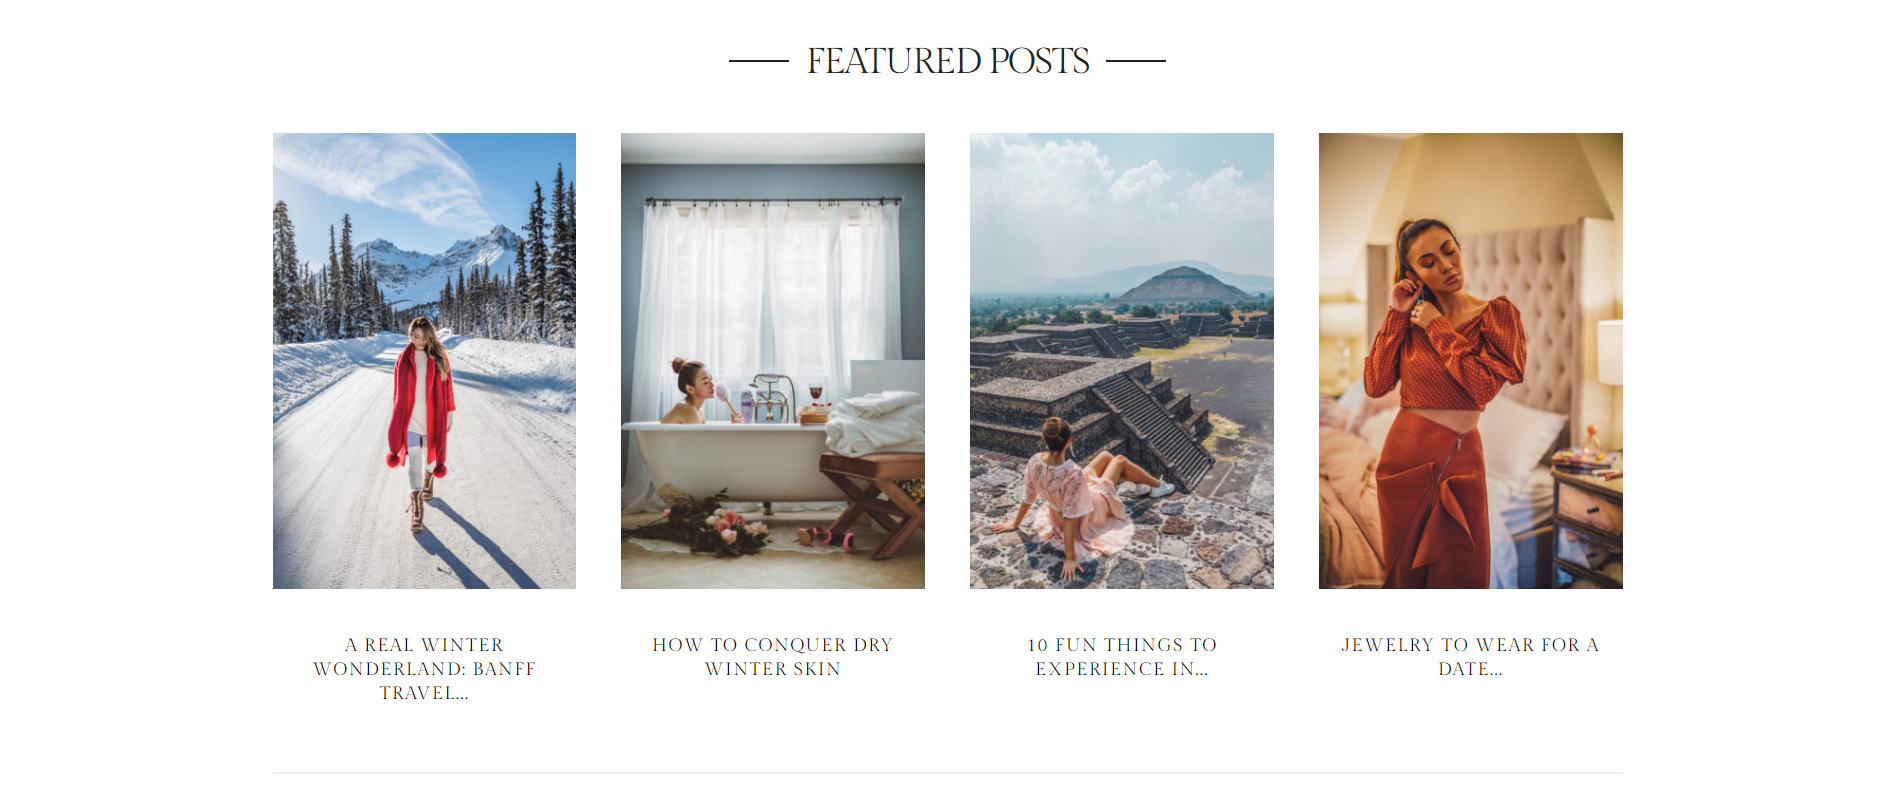 FEATURED POSTS
A REAL WINTER
WONDERLAND: BANFF
TRAVEL...
HOW TO CONQUER DRY
WINTER SKIN
10 FUN THINGS TO
EXPERIENCE IN...
JEWELRY TO WEAR FOR A
DATE...